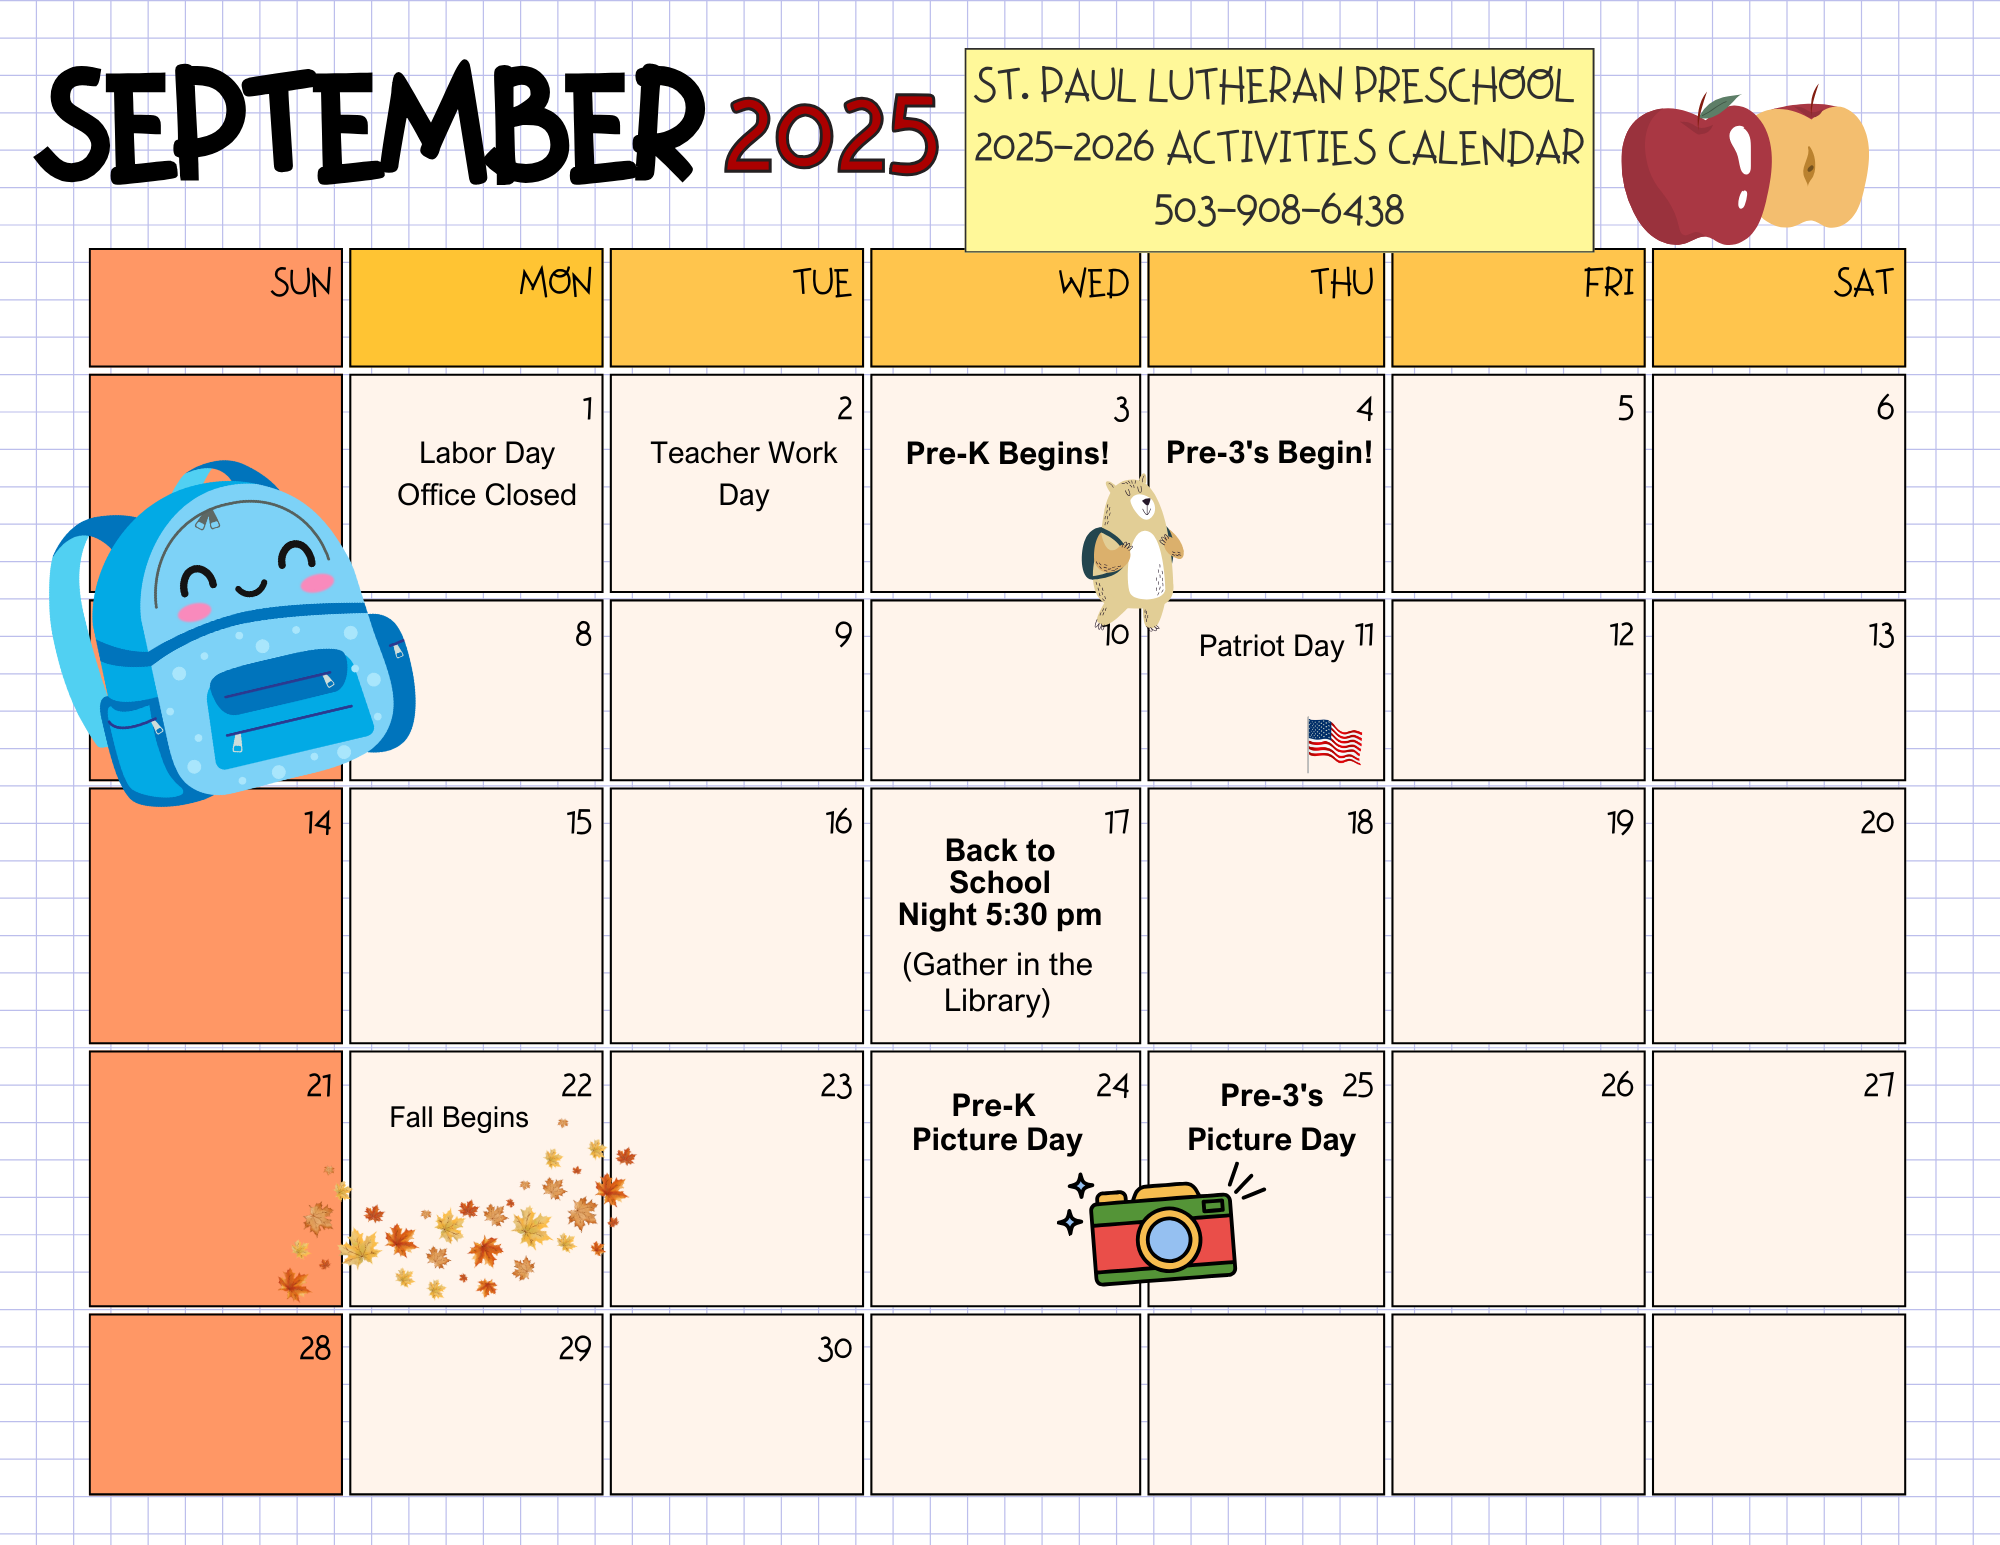 SEPTEMBER 2025
ST. PAUL LUTHERAN PRESCHOOL
2025-2026 ACTIVITIES CALENDAR
503-908-6438
SUN MON TUE WED THU FRI SAT
1
Labor Day
Office Closed
2
Teacher Work
Day
3
Pre-K Begins!
4
Pre-3's Begin!
5
6
8
9
10
Patriot Day 11
12
13
14
15
16
17
Back to
School
Night 5:30 pm
(Gather in the
Library)
18
19
20
21
22
Fall Begins
23
24
Pre-K
Picture Day
Pre-3's 25
Picture Day
26
27
28
29
30